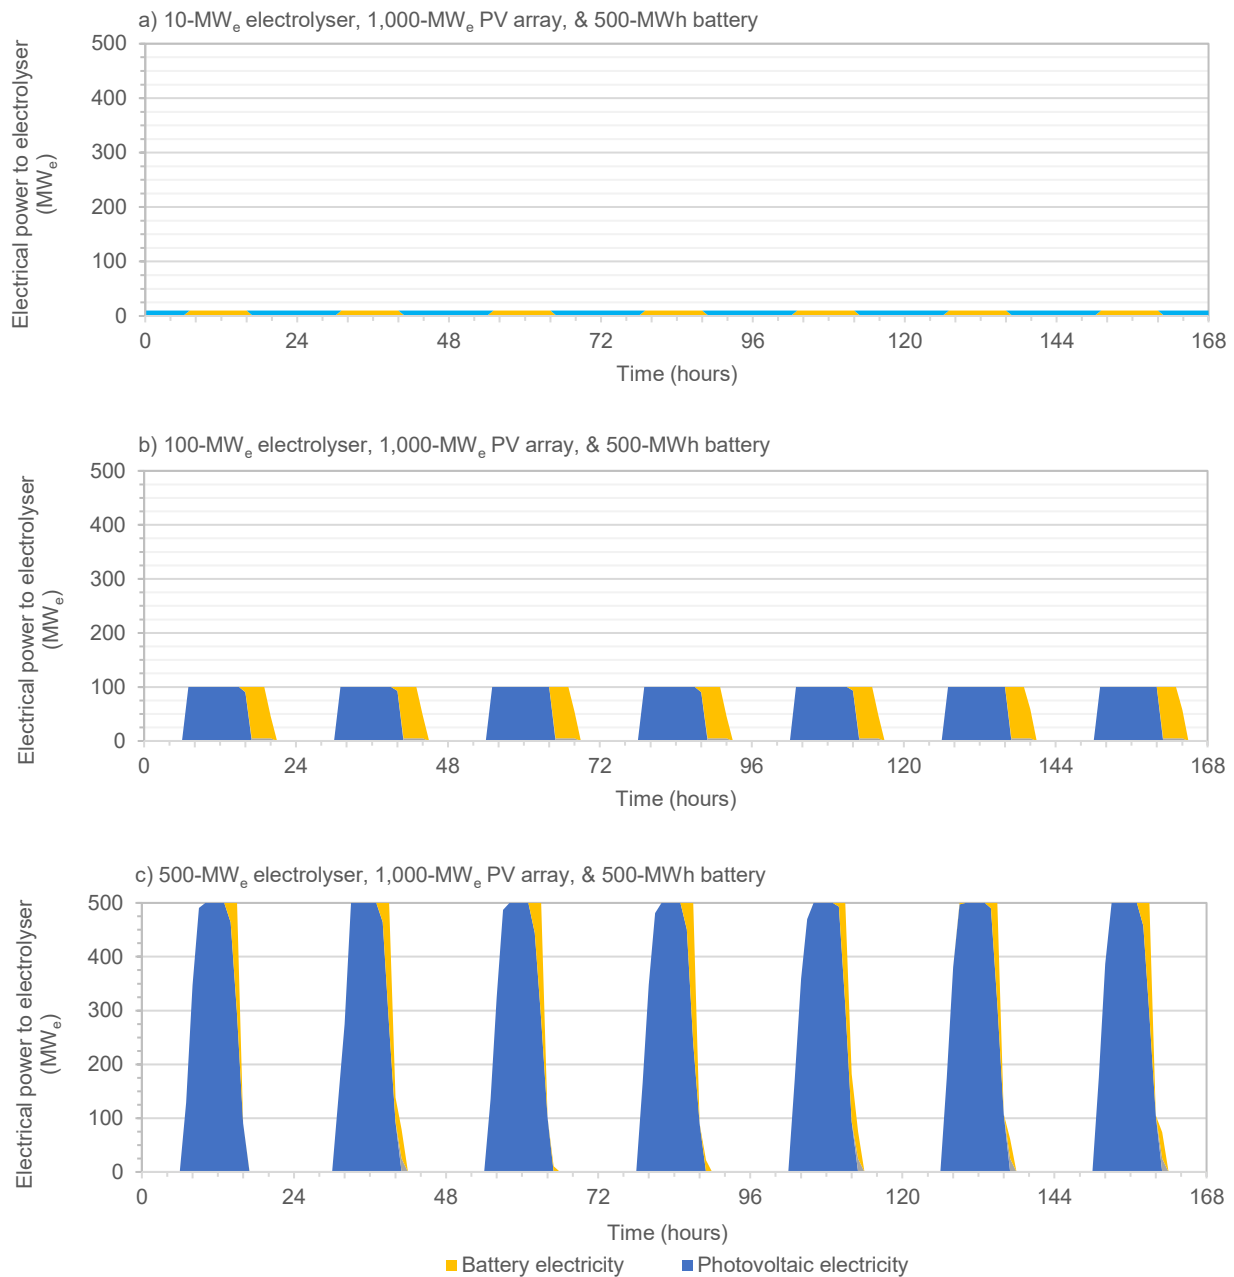 a) 10-MWₑ electrolyser, 1,000-MWₑ PV array, & 500-MWh battery
Electrical power to electrolyser
(MWₑ)
500
400
300
200
100
0
0 24 48 72 96 120 144 168
Time (hours)
b) 100-MWₑ electrolyser, 1,000-MWₑ PV array, & 500-MWh battery
Electrical power to electrolyser
(MWₑ)
500
400
300
200
100
0
0 24 48 72 96 120 144 168
Time (hours)
c) 500-MWₑ electrolyser, 1,000-MWₑ PV array, & 500-MWh battery
Electrical power to electrolyser
(MWₑ)
500
400
300
200
100
0
0 24 48 72 96 120 144 168
Time (hours)
Battery electricity Photovoltaic electricity